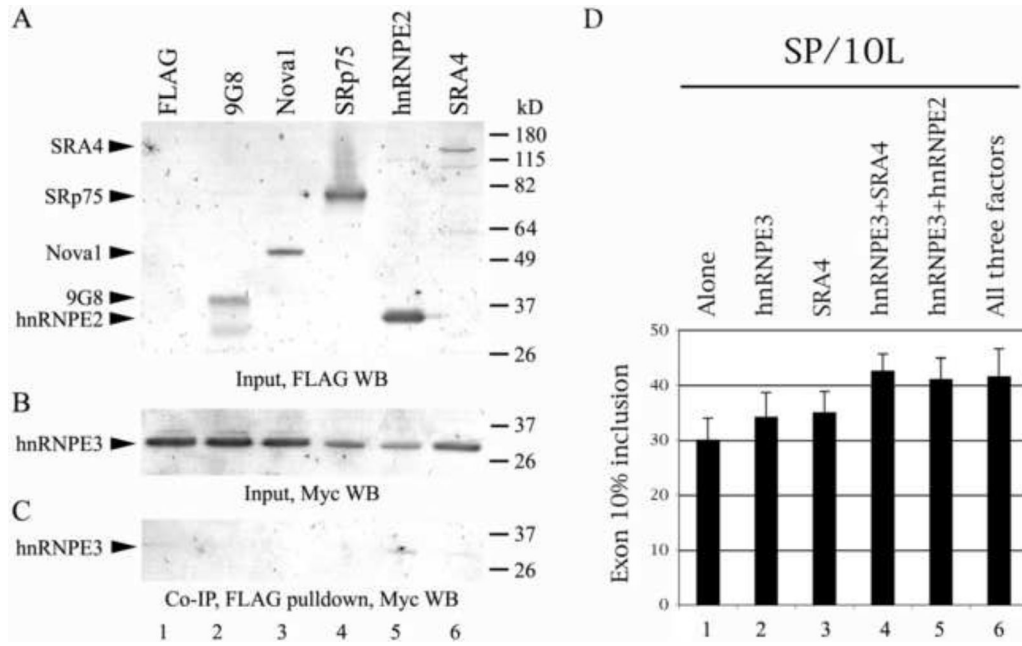 A
FLAG
9G8
Nova1
SRp75
hnRNPE2
SRA4
kD
SRA4
SRp75
Nova1
9G8
hnRNPE2
180
115
82
64
49
37
26
Input, FLAG WB
B
hnRNPE3
37
26
Input, Myc WB
C
hnRNPE3
37
26
Co-IP, FLAG pulldown, Myc WB
1 2 3 4 5 6
D
SP/10L
Alone
hnRNPE3
SRA4
hnRNPE3+SRA4
hnRNPE3+hnRNPE2
All three factors
Exon 10% inclusion
50
40
30
20
10
0
1 2 3 4 5 6